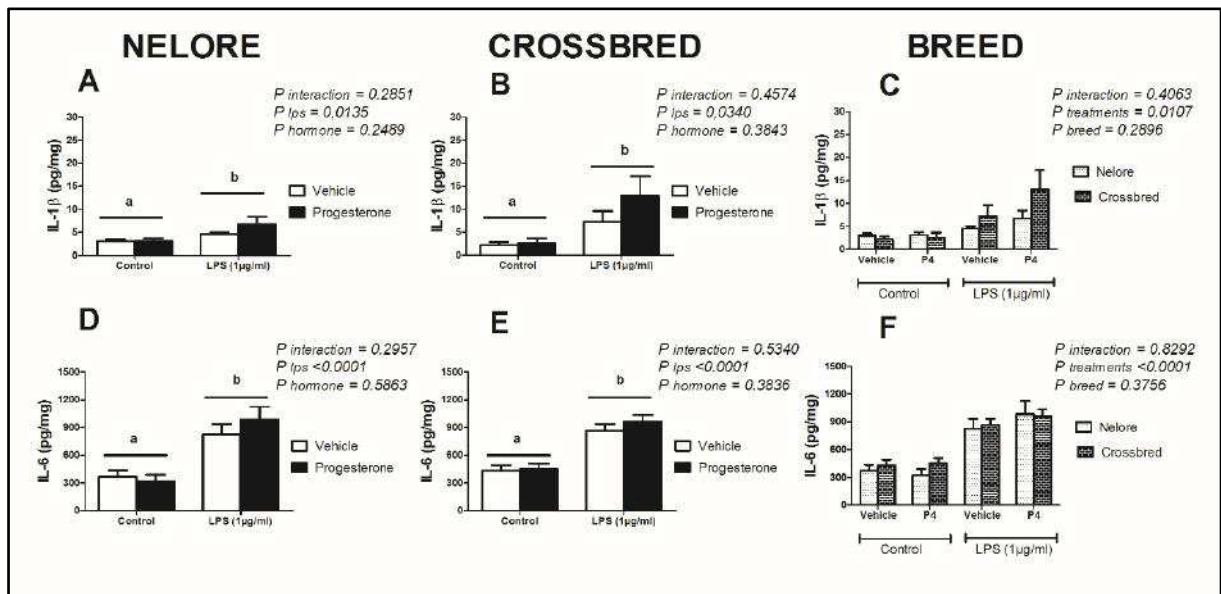 NELORE
CROSSBRED
BREED
A
P interaction = 0.2851
P lps = 0,0135
P hormone = 0.2489
IL-1β (pg/mg)
30
25
20
15
10
5
0
a
b
Control
LPS (1µg/ml)
Vehicle
Progesterone
B
P interaction = 0.4574
P lps = 0,0340
P hormone = 0.3843
IL-1β (pg/mg)
30
25
20
15
10
5
0
a
b
Control
LPS (1µg/ml)
Vehicle
Progesterone
C
P interaction = 0.4063
P treatments = 0.0107
P breed = 0.2896
IL-1β (pg/mg)
30
25
20
15
10
5
0
Vehicle
P4
Vehicle
P4
Control
LPS (1µg/ml)
Nelore
Crossbred
D
P interaction = 0.2957
P lps <0.0001
P hormone = 0.5863
IL-6 (pg/mg)
1500
1200
900
600
300
0
a
b
Control
LPS (1µg/ml)
Vehicle
Progesterone
E
P interaction = 0.5340
P lps <0.0001
P hormone = 0.3836
IL-6 (pg/mg)
1500
1200
900
600
300
0
a
b
Control
LPS (1µg/ml)
Vehicle
Progesterone
F
P interaction = 0.8292
P treatments <0.0001
P breed = 0.3756
IL-6 (pg/mg)
1500
1200
900
600
300
0
Vehicle
P4
Vehicle
P4
Control
LPS (1µg/ml)
Nelore
Crossbred